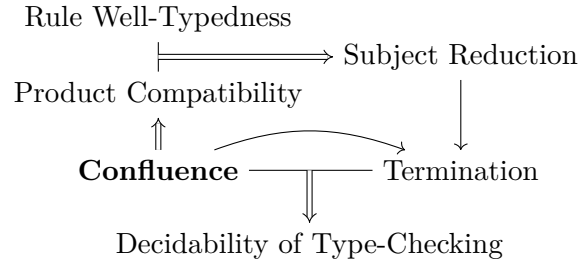 Rule Well-Typedness
Subject Reduction
Product Compatibility
Confluence
Termination
Decidability of Type-Checking